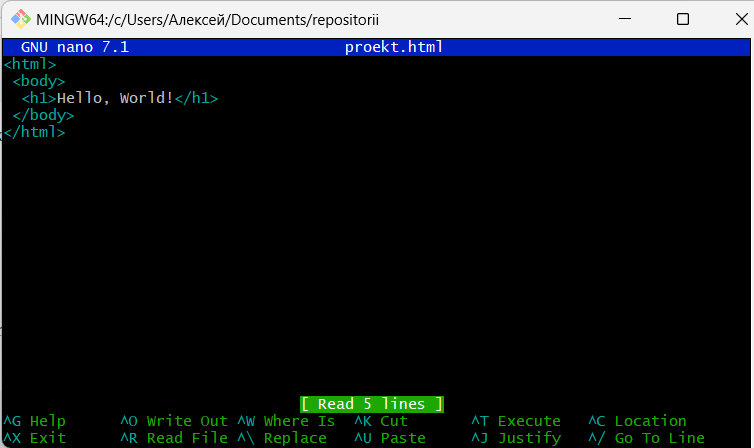 MINGW64:/c/Users/Алексей/Documents/repositorii
GNU nano 7.1 proekt.html
<html>
 <body>
  <h1>Hello, World!</h1>
 </body>
</html>
[ Read 5 lines ]
^G Help ^O Write Out ^W Where Is ^K Cut ^T Execute ^C Location
^X Exit ^R Read File ^\ Replace ^U Paste ^J Justify ^/ Go To Line